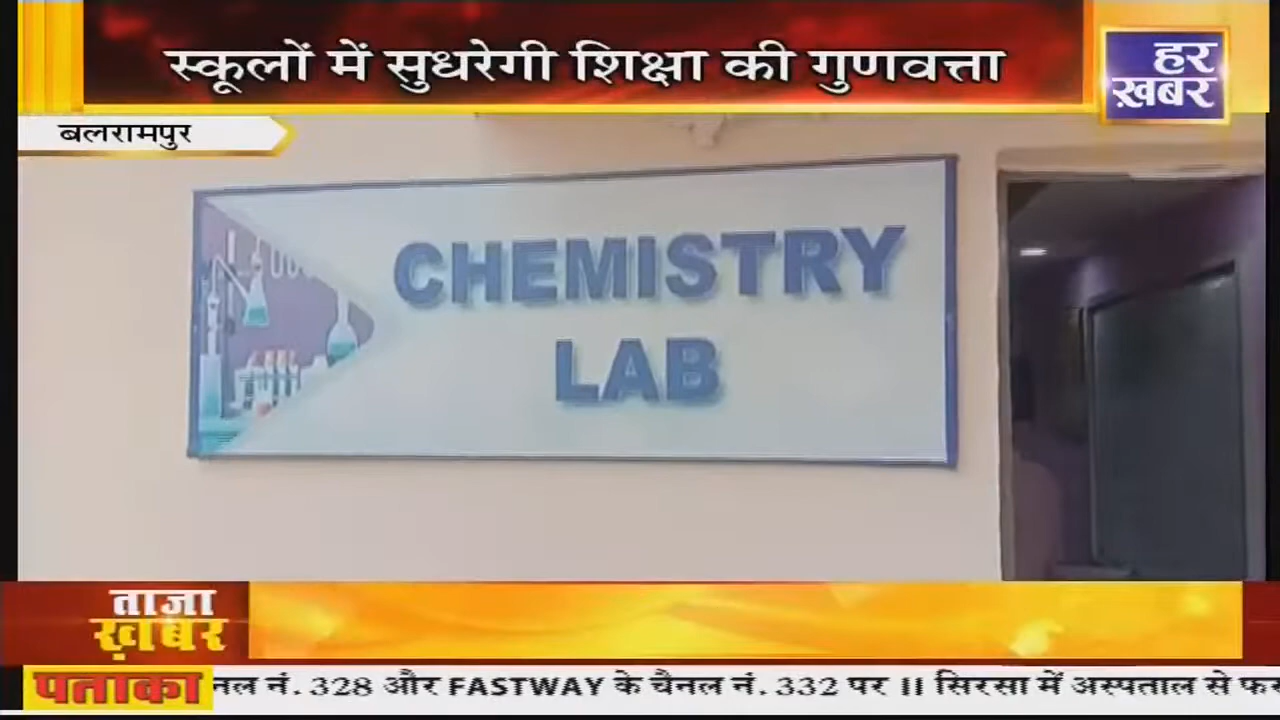 स्कूलों में सुधरेगी शिक्षा की गुणवत्ता
हर
ख़बर
बलरामपुर
CHEMISTRY
LAB
ताजा
ख़बर
पताका
नल नं. 328 और FASTWAY के चैनल नं. 332 पर II सिरसा में अस्पताल से